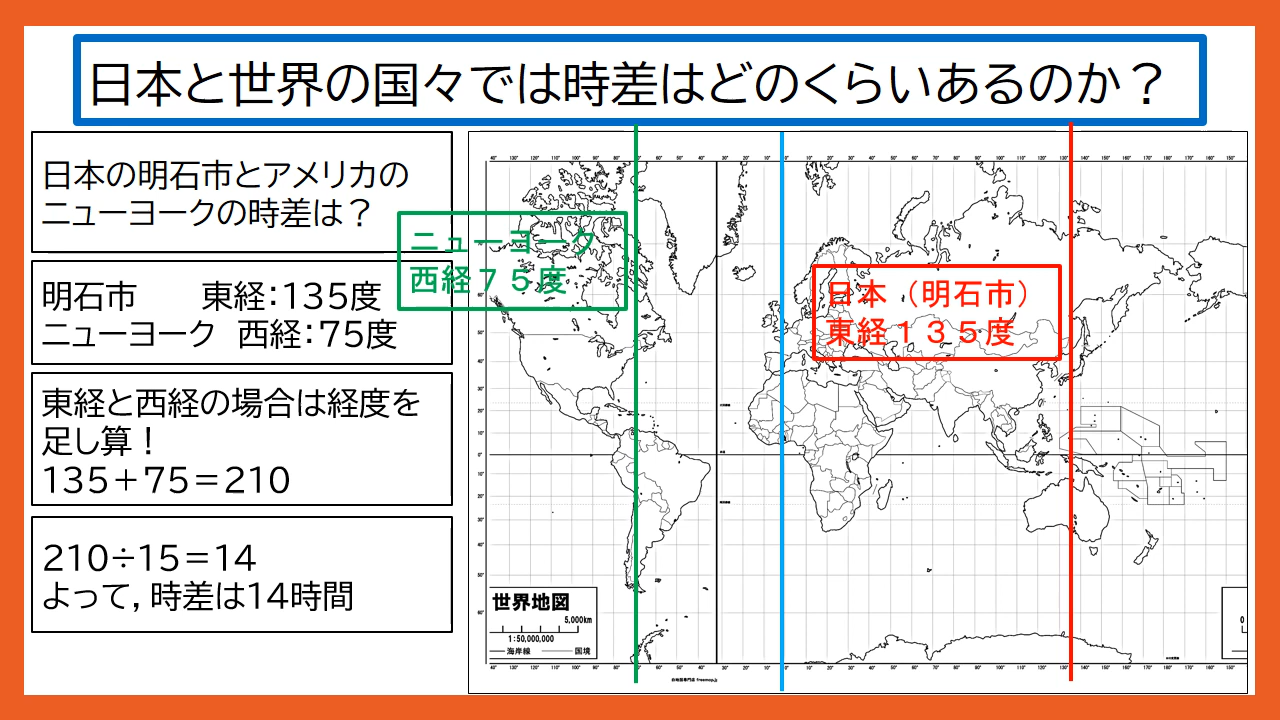 日本と世界の国々では時差はどのくらいあるのか？
日本の明石市とアメリカの
ニューヨークの時差は？
明石市　　東経：135度
ニューヨーク　西経：75度
東経と西経の場合は経度を
足し算！
135＋75＝210
210÷15＝14
よって，時差は14時間
ニューヨーク
西経７５度
日本（明石市）
東経１３５度
世界地図
5,000km
1:50,000,000
海岸線 国境
0